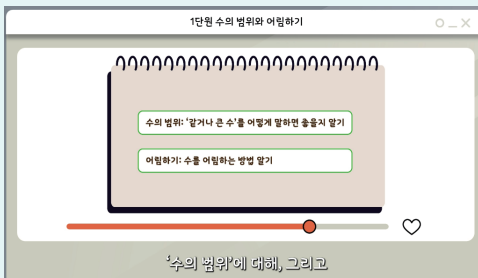 1단원 수의 범위와 어림하기
수의 범위: ‘같거나 큰 수’를 어떻게 말하면 좋을지 알기
어림하기: 수를 어림하는 방법 알기
‘수의 범위’에 대해, 그리고